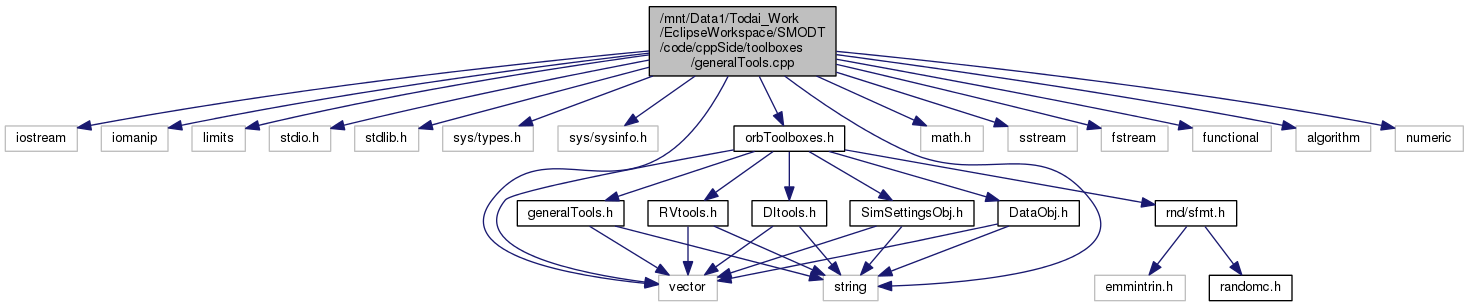 /mnt/Data1/Todai_Work
/EclipseWorkspace/SMODT
/code/cppSide/toolboxes
/generalTools.cpp
iostream
iomanip
limits
stdio.h
stdlib.h
sys/types.h
sys/sysinfo.h
orbToolboxes.h
math.h
sstream
fstream
functional
algorithm
numeric
generalTools.h
RVtools.h
DItools.h
SimSettingsObj.h
DataObj.h
rnd/sfmt.h
vector
string
emmintrin.h
randomc.h